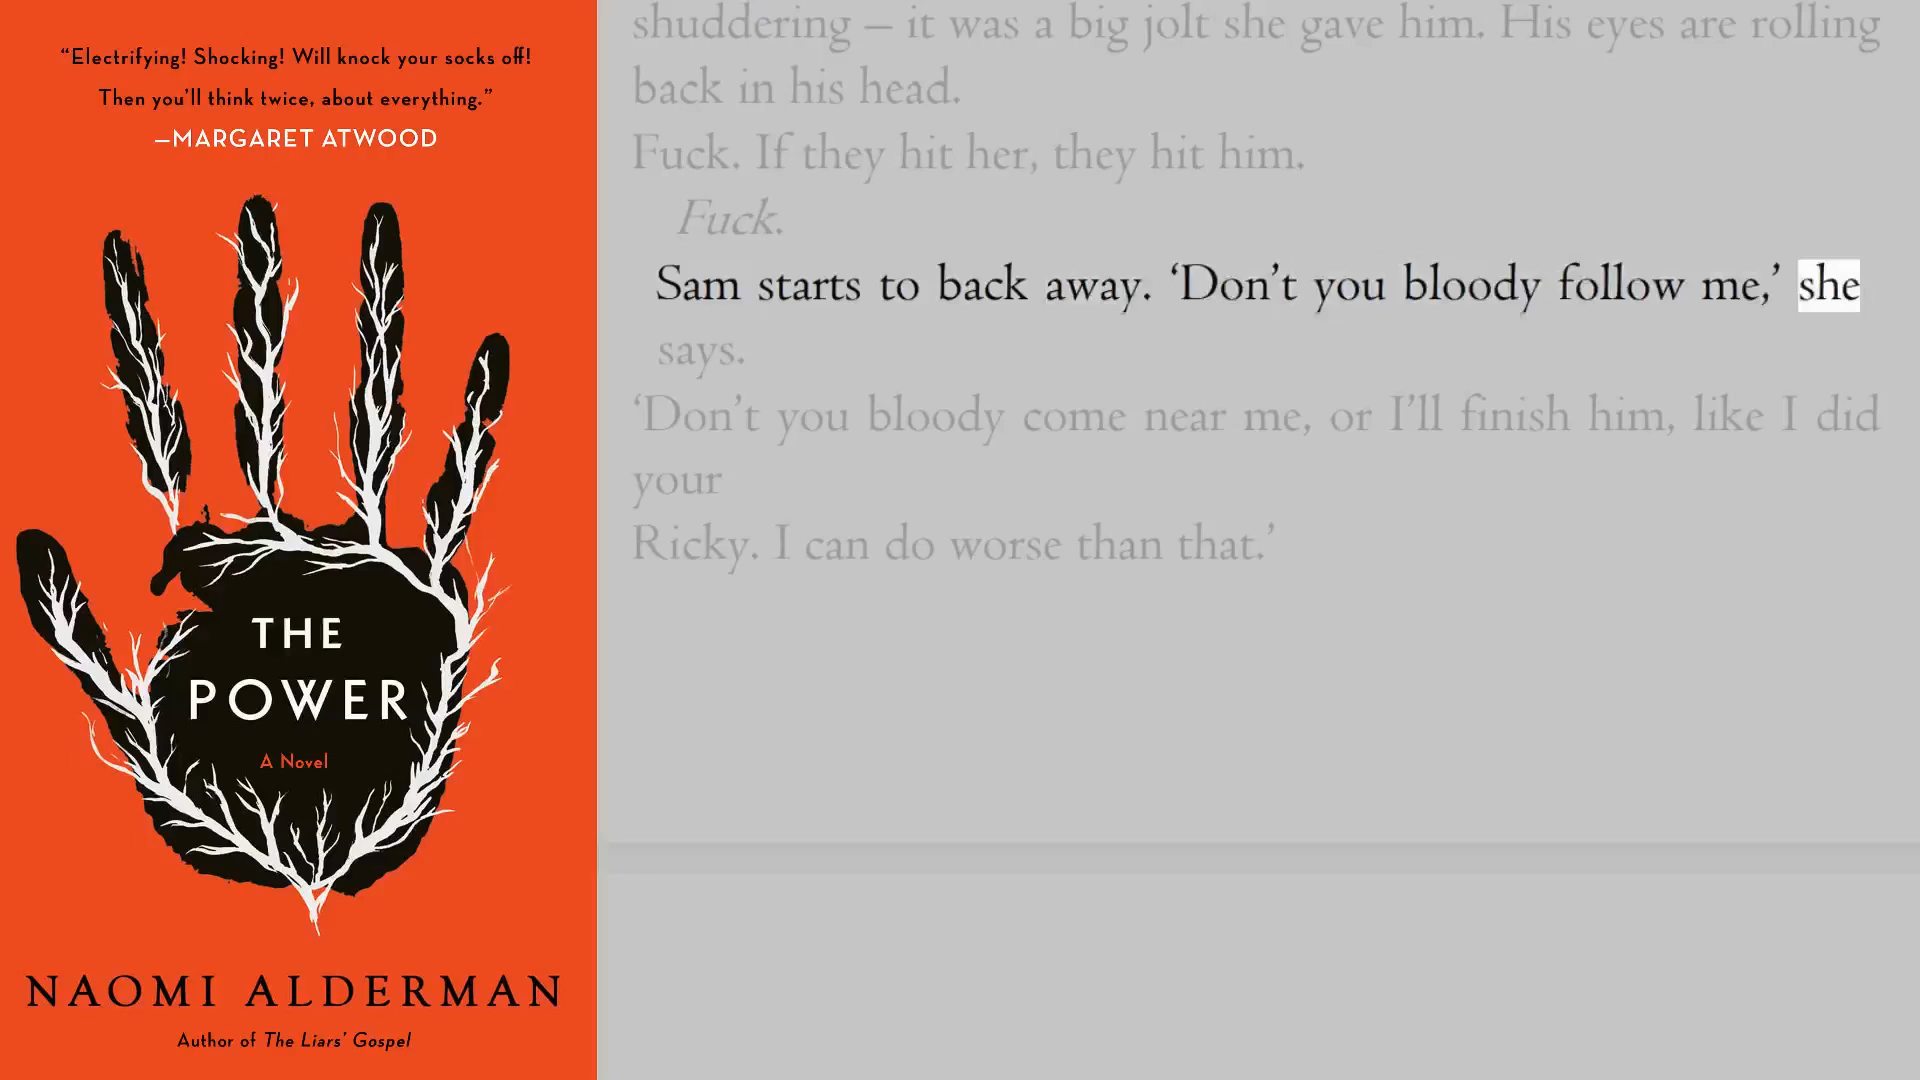 “Electrifying! Shocking! Will knock your socks off!
Then you’ll think twice, about everything.”
—MARGARET ATWOOD
THE
POWER
A Novel
NAOMI ALDERMAN
Author of The Liars’ Gospel
shuddering – it was a big jolt she gave him. His eyes are rolling
back in his head.
Fuck. If they hit her, they hit him.
Fuck.
Sam starts to back away. ‘Don’t you bloody follow me,’ she
says.
‘Don’t you bloody come near me, or I’ll finish him, like I did
your
Ricky. I can do worse than that.’